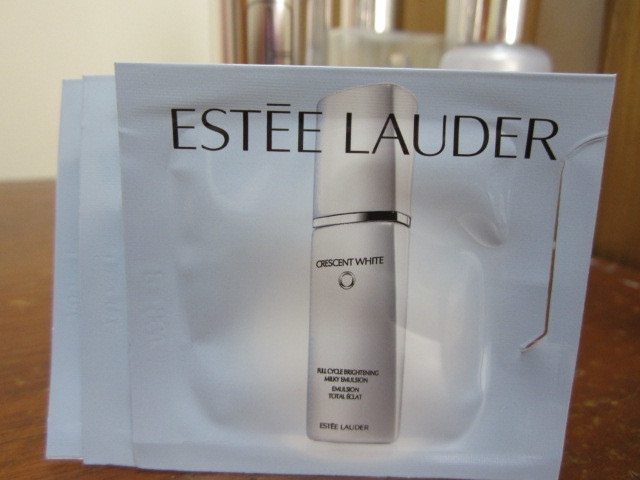 ESTĒE LAUDER
CRESCENT WHITE
FULL CYCLE BRIGHTENING
MILKY EMULSION
EMULSION
TOTAL ÉCLAT
ESTĒE LAUDER